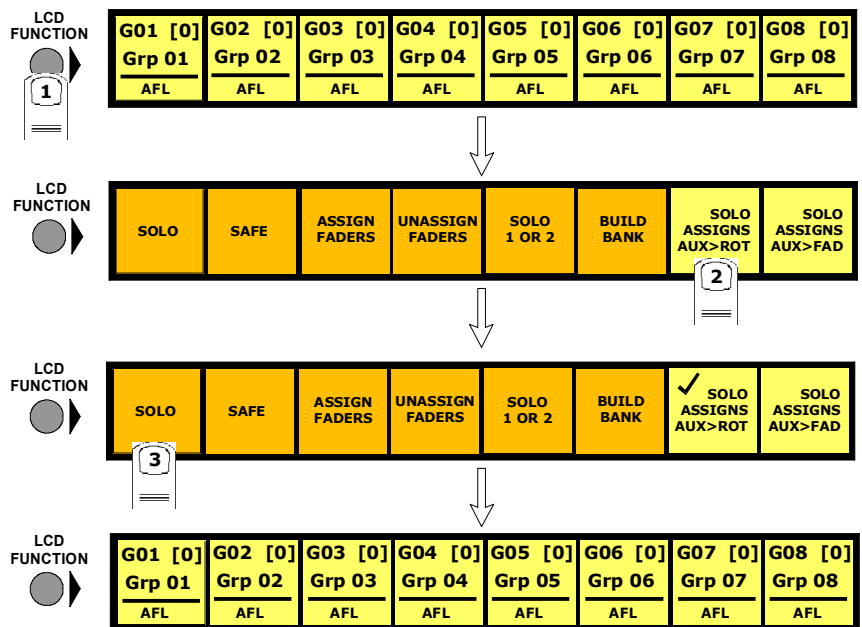 LCD
FUNCTION
G01 [0] G02 [0] G03 [0] G04 [0] G05 [0] G06 [0] G07 [0] G08 [0]
Grp 01 Grp 02 Grp 03 Grp 04 Grp 05 Grp 06 Grp 07 Grp 08
AFL AFL AFL AFL AFL AFL AFL AFL
1
LCD
FUNCTION
SOLO
SAFE
ASSIGN
FADERS
UNASSIGN
FADERS
SOLO
1 OR 2
BUILD
BANK
SOLO
ASSIGNS
AUX>ROT
SOLO
ASSIGNS
AUX>FAD
2
LCD
FUNCTION
SOLO
SAFE
ASSIGN
FADERS
UNASSIGN
FADERS
SOLO
1 OR 2
BUILD
BANK
✓ SOLO
ASSIGNS
AUX>ROT
SOLO
ASSIGNS
AUX>FAD
3
LCD
FUNCTION
G01 [0] G02 [0] G03 [0] G04 [0] G05 [0] G06 [0] G07 [0] G08 [0]
Grp 01 Grp 02 Grp 03 Grp 04 Grp 05 Grp 06 Grp 07 Grp 08
AFL AFL AFL AFL AFL AFL AFL AFL